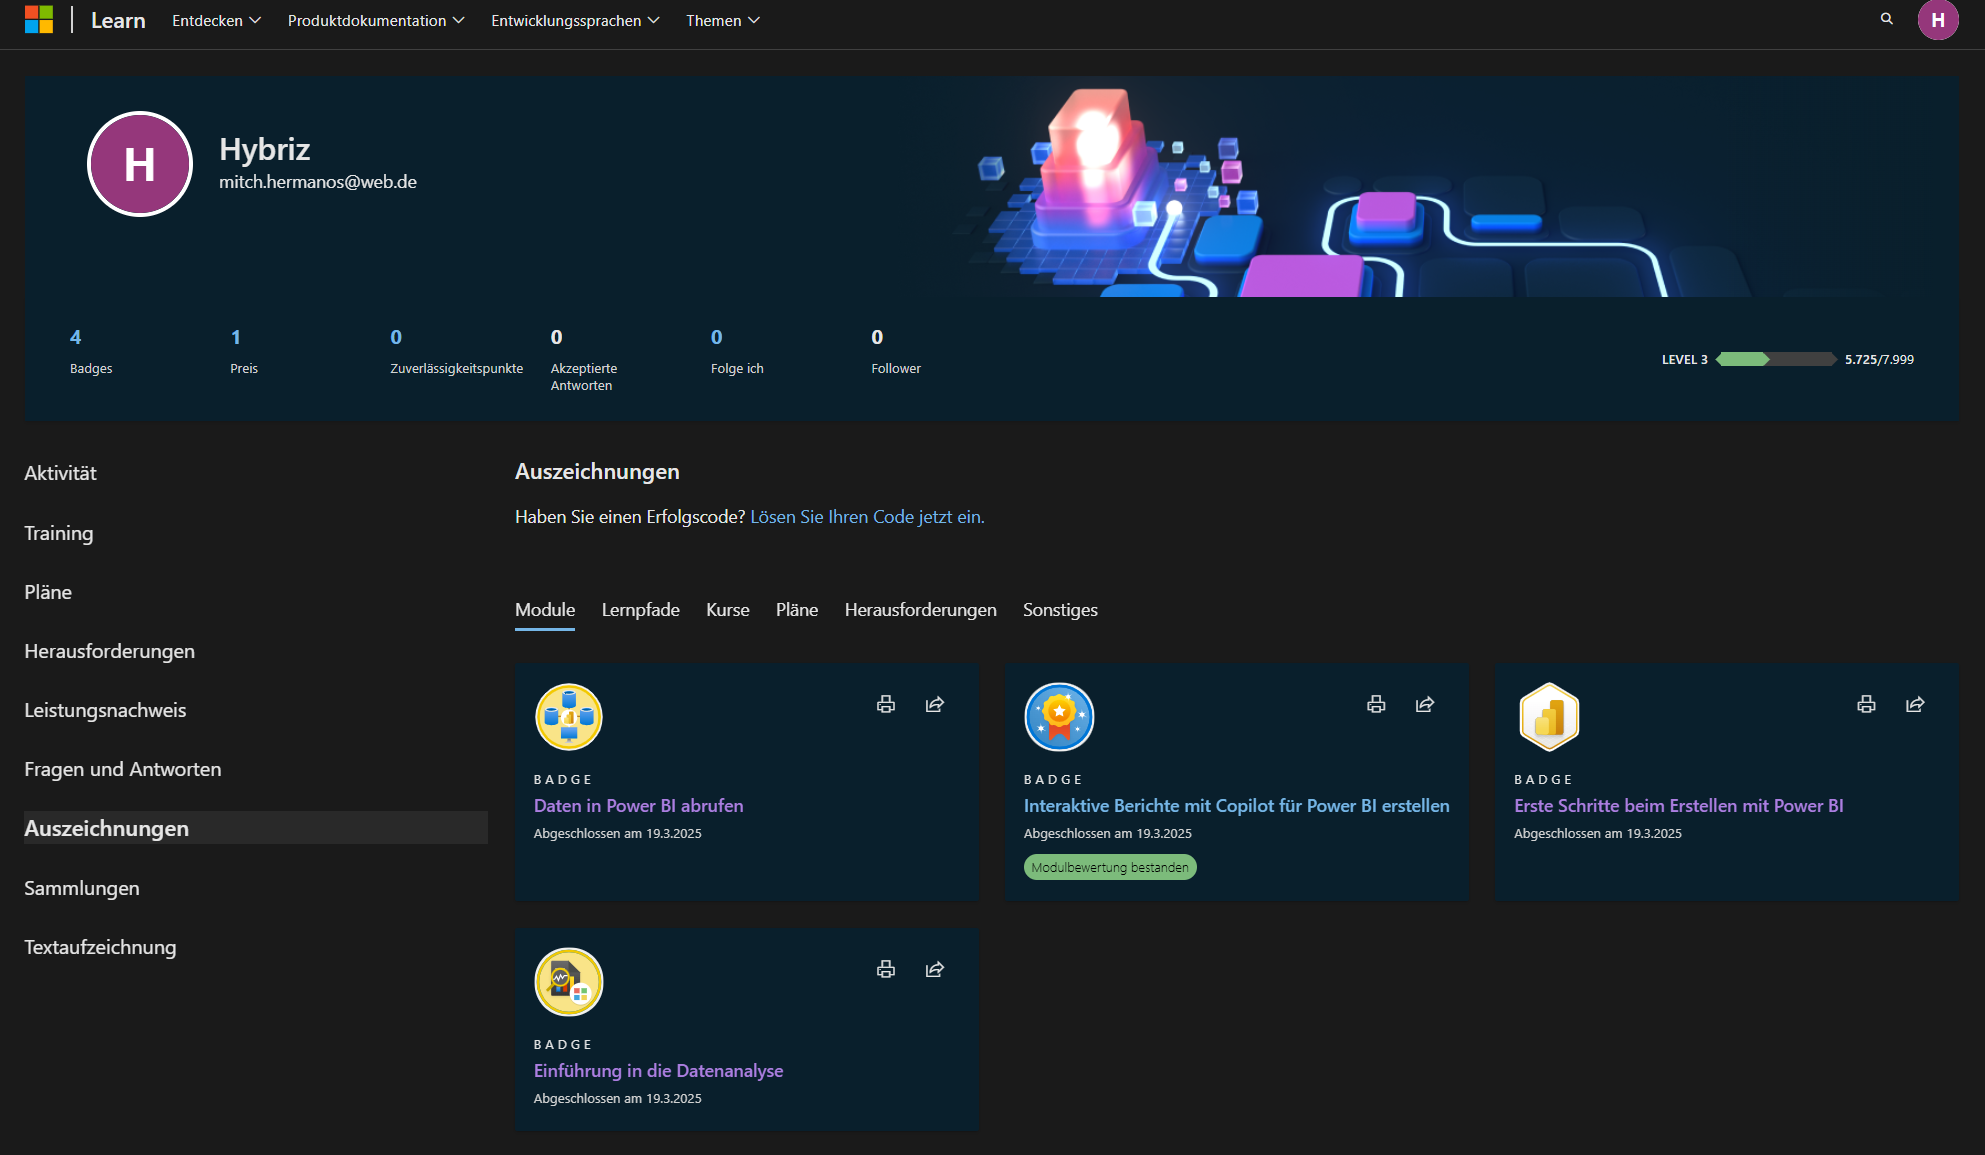 Learn Entdecken Produktdokumentation Entwicklungssprachen Themen H
H
Hybriz
mitch.hermanos@web.de
4 1 0 0 0 0
Badges Preis Zuverlässigkeitspunkte Akzeptierte Antworten Folge ich Follower
LEVEL 3 5.725/7.999
Aktivität
Training
Pläne
Herausforderungen
Leistungsnachweis
Fragen und Antworten
Auszeichnungen
Sammlungen
Textaufzeichnung
Auszeichnungen
Haben Sie einen Erfolgscode? Lösen Sie Ihren Code jetzt ein.
Module Lernpfade Kurse Pläne Herausforderungen Sonstiges
BADGE
Daten in Power BI abrufen
Abgeschlossen am 19.3.2025
BADGE
Interaktive Berichte mit Copilot für Power BI erstellen
Abgeschlossen am 19.3.2025
Modulbewertung bestanden
BADGE
Erste Schritte beim Erstellen mit Power BI
Abgeschlossen am 19.3.2025
BADGE
Einführung in die Datenanalyse
Abgeschlossen am 19.3.2025